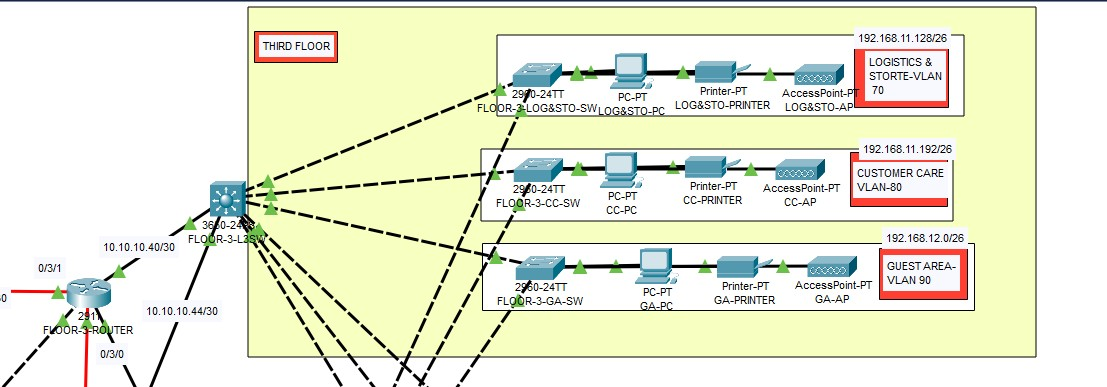 THIRD FLOOR
192.168.11.128/26
LOGISTICS &
STORTE-VLAN
70
2960-24TT
FLOOR-3-LOG&STO-SW
PC-PT
LOG&STO-PC
Printer-PT
LOG&STO-PRINTER
AccessPoint-PT
LOG&STO-AP
192.168.11.192/26
CUSTOMER CARE
VLAN-80
2960-24TT
FLOOR-3-CC-SW
PC-PT
CC-PC
Printer-PT
CC-PRINTER
AccessPoint-PT
CC-AP
192.168.12.0/26
GUEST AREA-
VLAN 90
2960-24TT
FLOOR-3-GA-SW
PC-PT
GA-PC
Printer-PT
GA-PRINTER
AccessPoint-PT
GA-AP
FLOOR-3-L3SW
10.10.10.40/30
0/3/1
2911
FLOOR-3-ROUTER
10.10.10.44/30
0/3/0